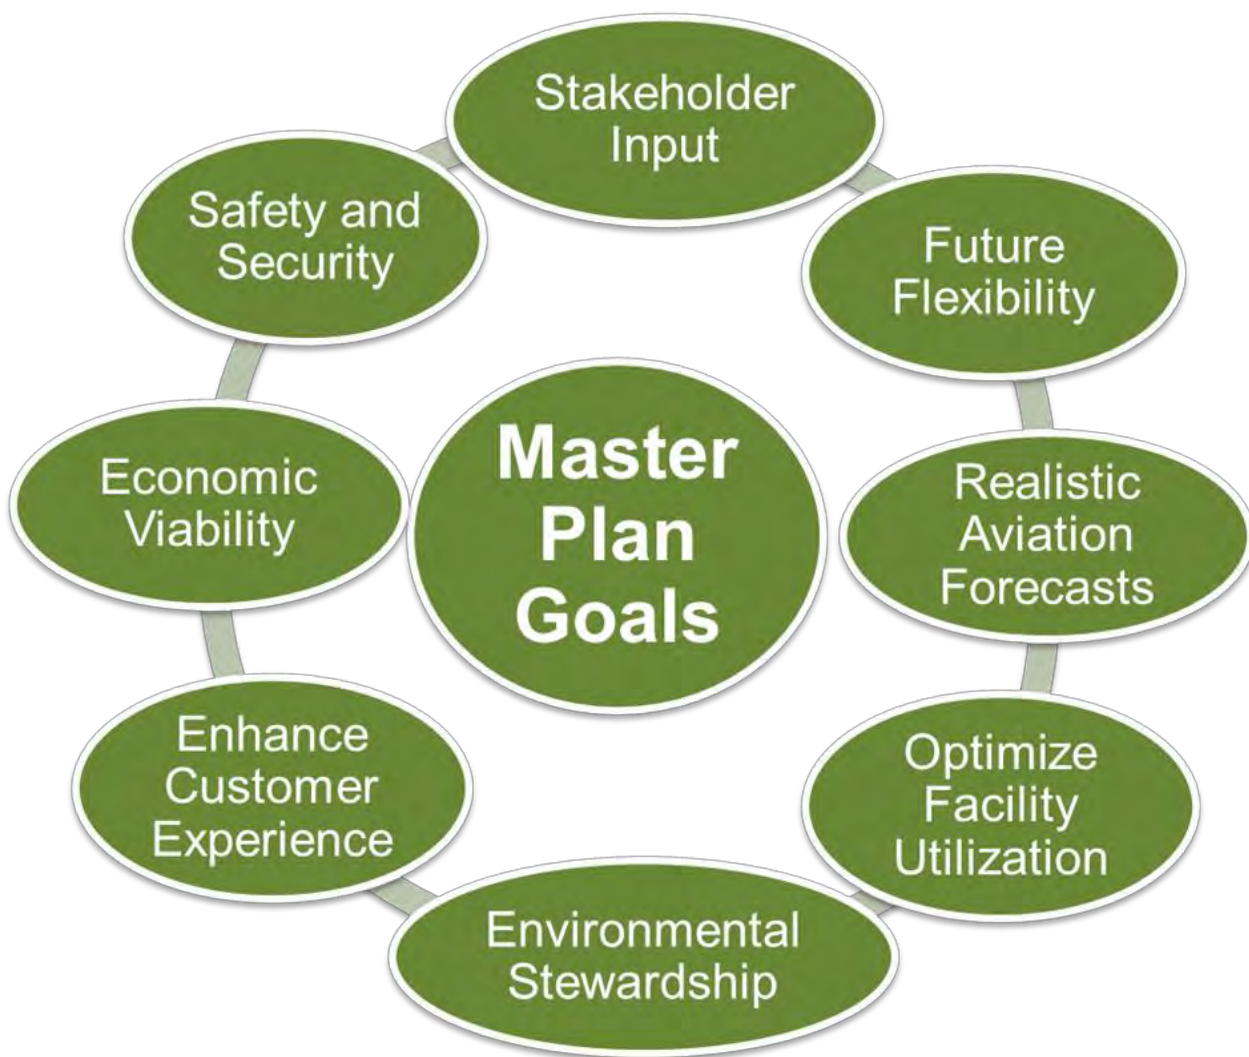 Stakeholder
Input
Future
Flexibility
Realistic
Aviation
Forecasts
Optimize
Facility
Utilization
Environmental
Stewardship
Enhance
Customer
Experience
Economic
Viability
Safety and
Security
Master
Plan
Goals